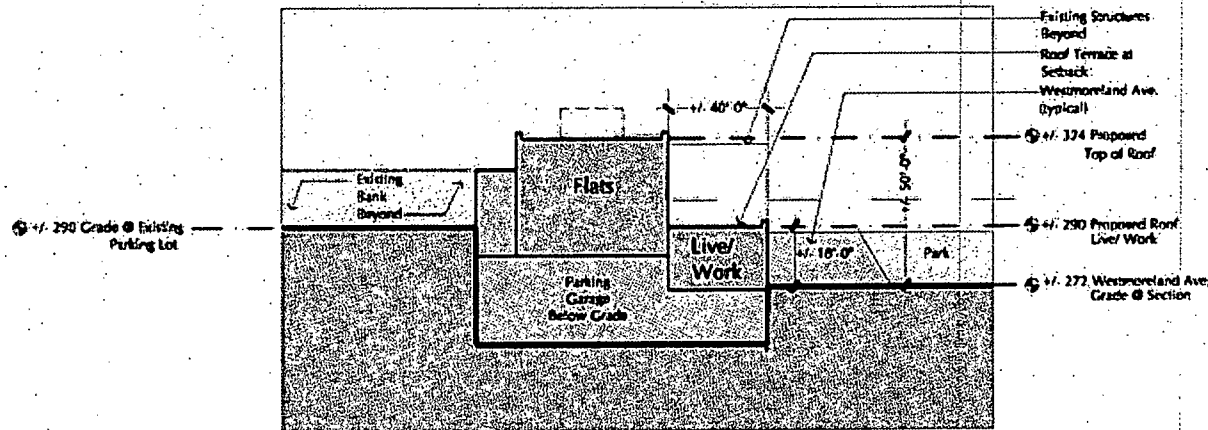 Existing Structures
Beyond
Roof Terrace at
Setback
Westmoreland Ave.
(typical)
+/- 40'-0"
+/- 324 Proposed
Top of Roof
+/- 50'-0"
Flats
Existing
Bank
Beyond
+/- 290 Grade @ Existing
Parking Lot
+/- 290 Proposed Roof
Live/ Work
Live/
Work
+/- 18'-0"
Park
Parking
Garage
Below Grade
+/- 272 Westmoreland Ave
Grade @ Section